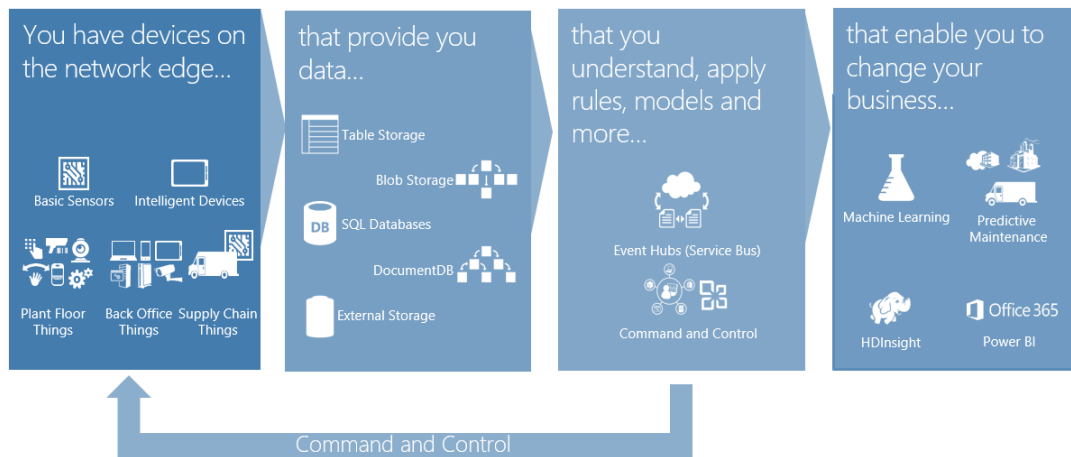 You have devices on
the network edge...
Basic Sensors
Intelligent Devices
Plant Floor
Things
Back Office
Things
Supply Chain
Things
that provide you
data...
Table Storage
Blob Storage
DB
SQL Databases
DocumentDB
External Storage
that you
understand, apply
rules, models and
more...
Event Hubs (Service Bus)
Command and Control
that enable you to
change your
business...
Machine Learning
Predictive
Maintenance
HDInsight
Office 365
Power BI
Command and Control